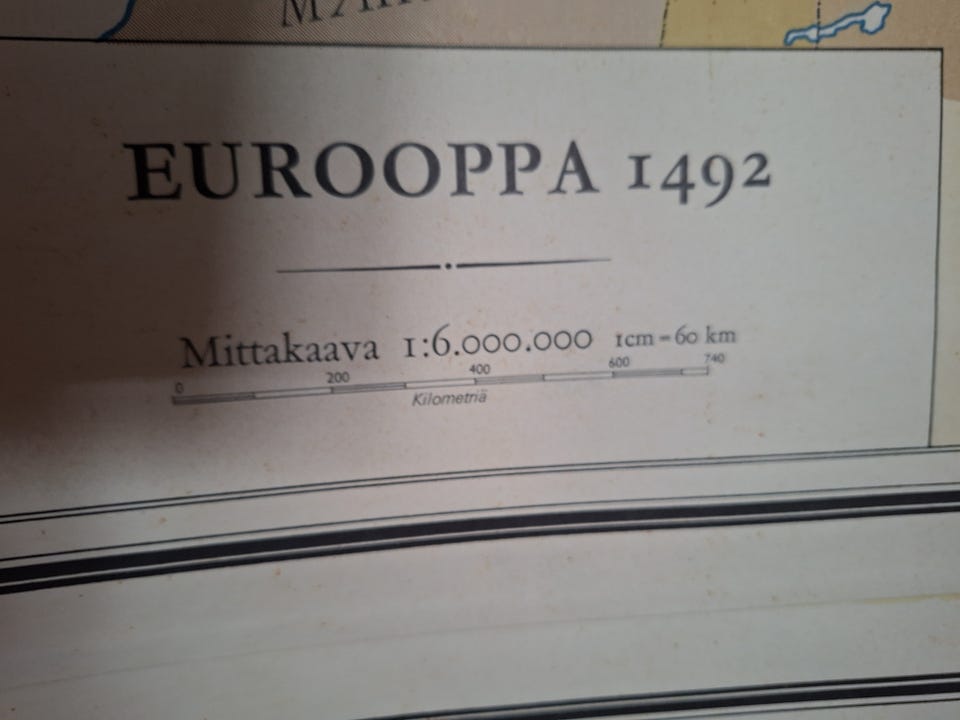 EUROOPPA 1492
Mittakaava 1:6.000.000 1cm = 60 km
0 200 400 600 740
Kilometriä